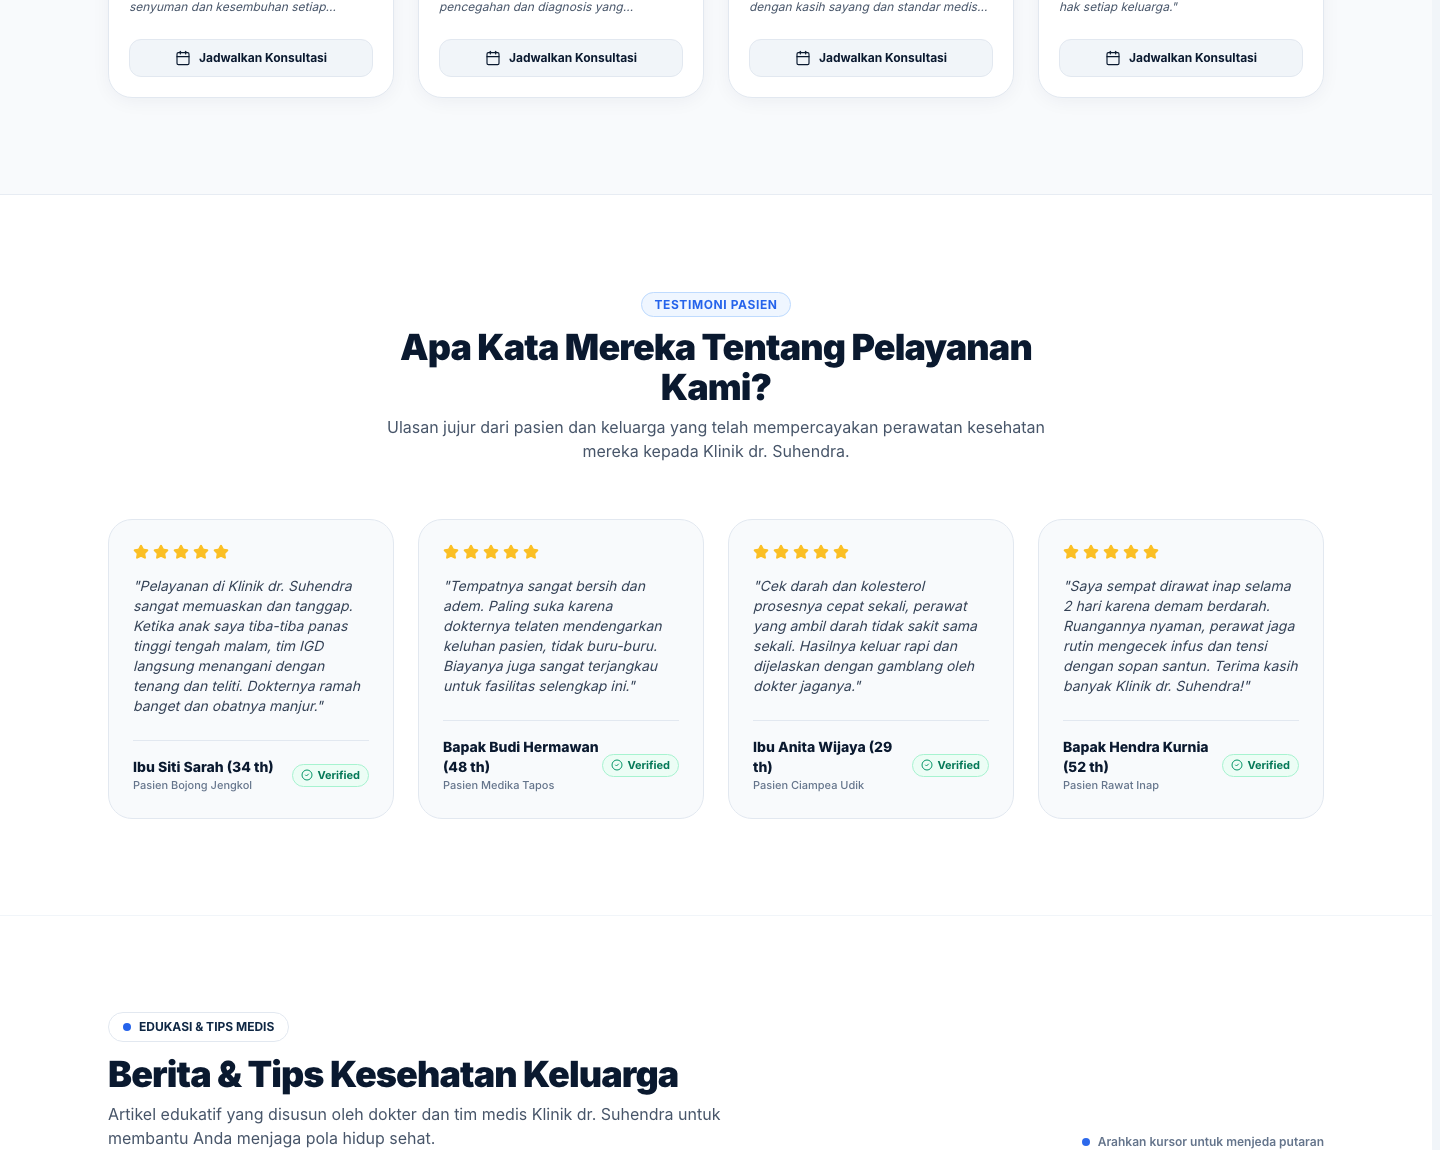 senyuman dan kesembuhan setiap...
pencegahan dan diagnosis yang...
dengan kasih sayang dan standar medis...
hak setiap keluarga."
Jadwalkan Konsultasi
Jadwalkan Konsultasi
Jadwalkan Konsultasi
Jadwalkan Konsultasi
TESTIMONI PASIEN
Apa Kata Mereka Tentang Pelayanan
Kami?
Ulasan jujur dari pasien dan keluarga yang telah mempercayakan perawatan kesehatan
mereka kepada Klinik dr. Suhendra.
"Pelayanan di Klinik dr. Suhendra
sangat memuaskan dan tanggap.
Ketika anak saya tiba-tiba panas
tinggi tengah malam, tim IGD
langsung menangani dengan
tenang dan teliti. Dokternya ramah
banget dan obatnya manjur."
Ibu Siti Sarah (34 th)
Pasien Bojong Jengkol
Verified
"Tempatnya sangat bersih dan
adem. Paling suka karena
dokternya telaten mendengarkan
keluhan pasien, tidak buru-buru.
Biayanya juga sangat terjangkau
untuk fasilitas selengkap ini."
Bapak Budi Hermawan
(48 th)
Pasien Medika Tapos
Verified
"Cek darah dan kolesterol
prosesnya cepat sekali, perawat
yang ambil darah tidak sakit sama
sekali. Hasilnya keluar rapi dan
dijelaskan dengan gamblang oleh
dokter jaganya."
Ibu Anita Wijaya (29
th)
Pasien Ciampea Udik
Verified
"Saya sempat dirawat inap selama
2 hari karena demam berdarah.
Ruangannya nyaman, perawat jaga
rutin mengecek infus dan tensi
dengan sopan santun. Terima kasih
banyak Klinik dr. Suhendra!"
Bapak Hendra Kurnia
(52 th)
Pasien Rawat Inap
Verified
EDUKASI & TIPS MEDIS
Berita & Tips Kesehatan Keluarga
Artikel edukatif yang disusun oleh dokter dan tim medis Klinik dr. Suhendra untuk
membantu Anda menjaga pola hidup sehat.
Arahkan kursor untuk menjeda putaran